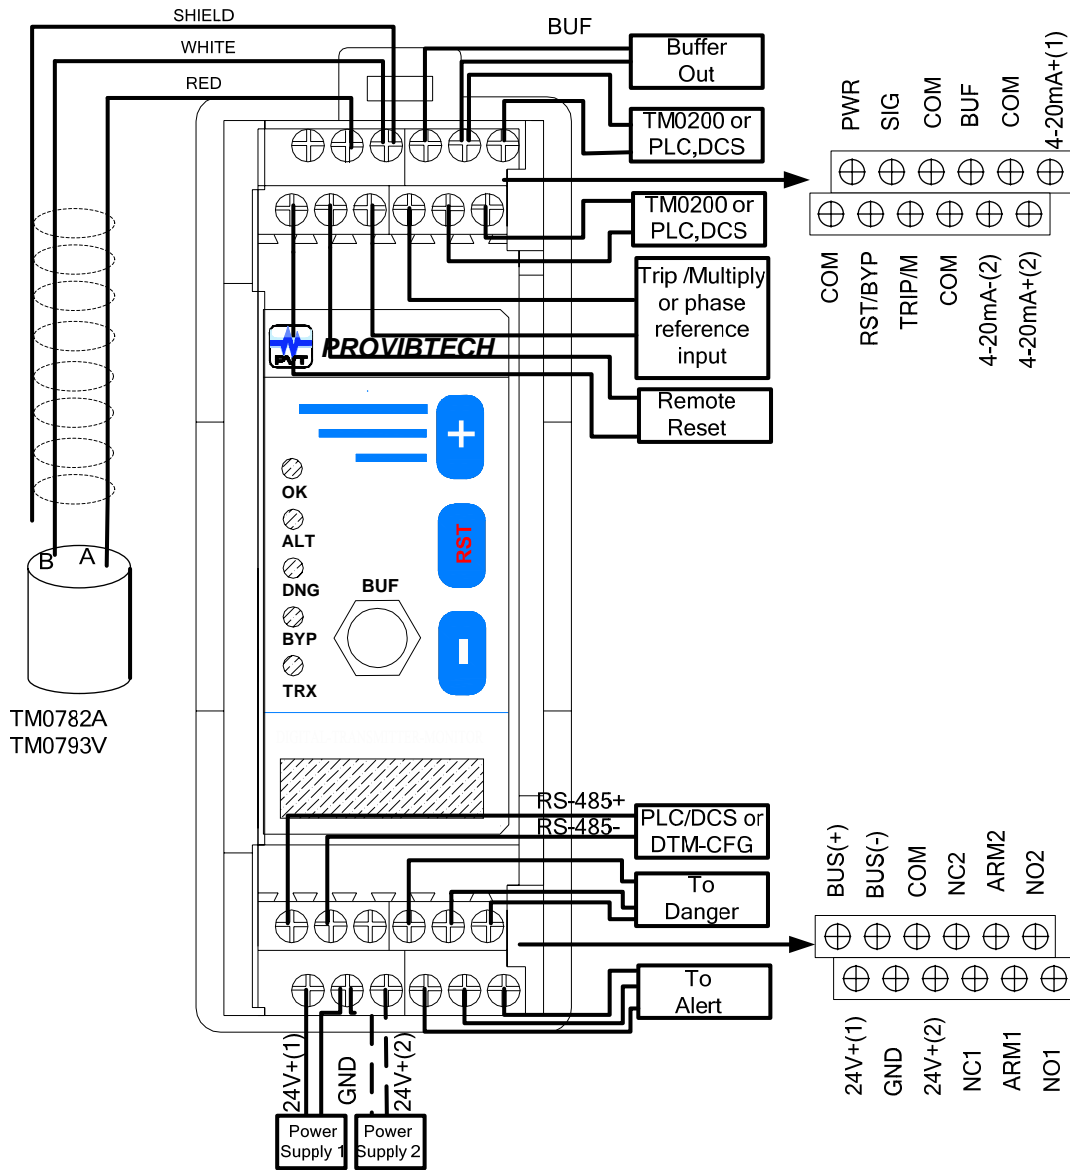 SHIELD
WHITE
RED
BUF
Buffer
Out
TM0200 or
PLC,DCS
TM0200 or
PLC,DCS
Trip /Multiply
or phase
reference
input
Remote
Reset
PWR
SIG
COM
BUF
COM
4-20mA+(1)
COM
RST/BYP
TRIP/M
COM
4-20mA-(2)
4-20mA+(2)
PVT
PROVIBTECH
+
OK
ALT
DNG
BYP
TRX
BUF
RST
-
B
A
TM0782A
TM0793V
RS-485+
RS-485-
PLC/DCS or
DTM-CFG
To
Danger
To
Alert
BUS(+)
BUS(-)
COM
NC2
ARM2
NO2
24V+(1)
GND
24V+(2)
NC1
ARM1
NO1
24V+(1)
GND
24V+(2)
Power
Supply 1
Power
Supply 2